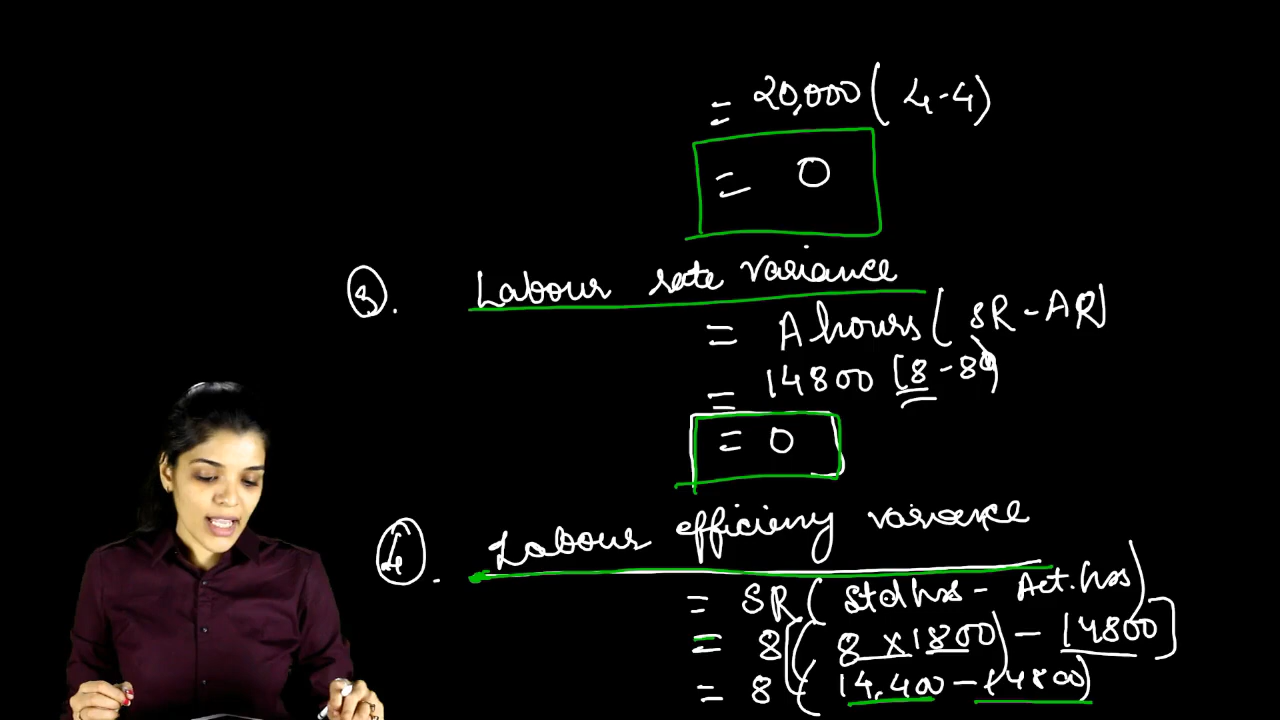 = 20,000 ( 4-4)
= 0
3. Labour rate variance
= A hours ( SR - AR)
= 14800 [8-8)
= 0
4. Labour efficieny variance
= SR ( Std hrs - Act. hrs )
= 8 [( 8 x 1800) - 14800 ]
= 8 ( 14,400 - 14800)